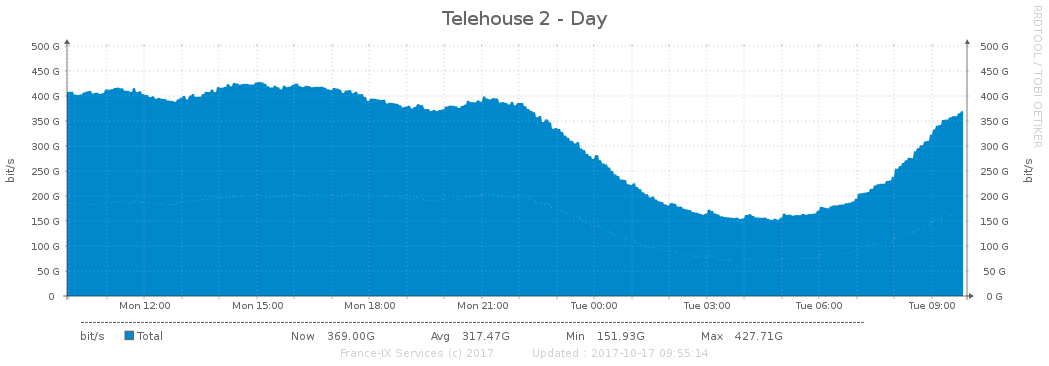 Telehouse 2 - Day
RRDTOOL / TOBI OETIKER
500 G 500 G
450 G 450 G
400 G 400 G
350 G 350 G
300 G 300 G
250 G 250 G
200 G 200 G
150 G 150 G
100 G 100 G
50 G 50 G
0 0 G
bit/s bit/s
Mon 12:00 Mon 15:00 Mon 18:00 Mon 21:00 Tue 00:00 Tue 03:00 Tue 06:00 Tue 09:00
bit/s Total Now 369.00G Avg 317.47G Min 151.93G Max 427.71G
France-IX Services (c) 2017 Updated : 2017-10-17 09:55:14